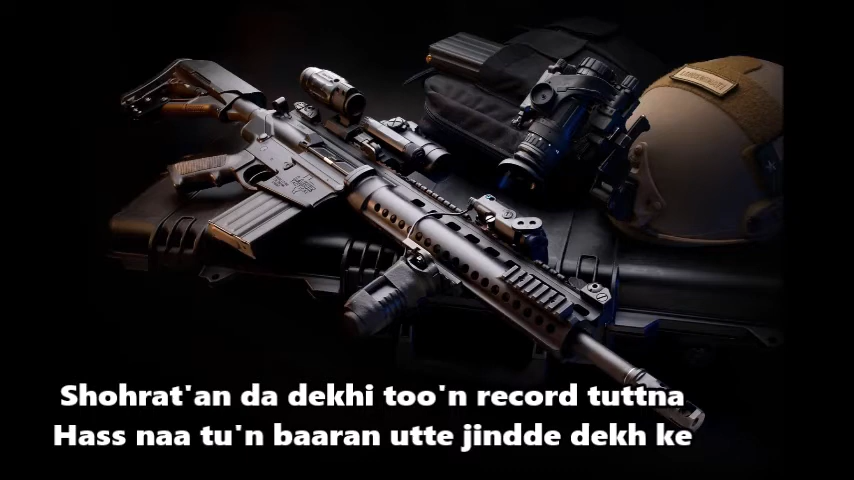 Shohrat'an da dekhi too'n record tuttna
Hass naa tu'n baaran utte jindde dekh ke